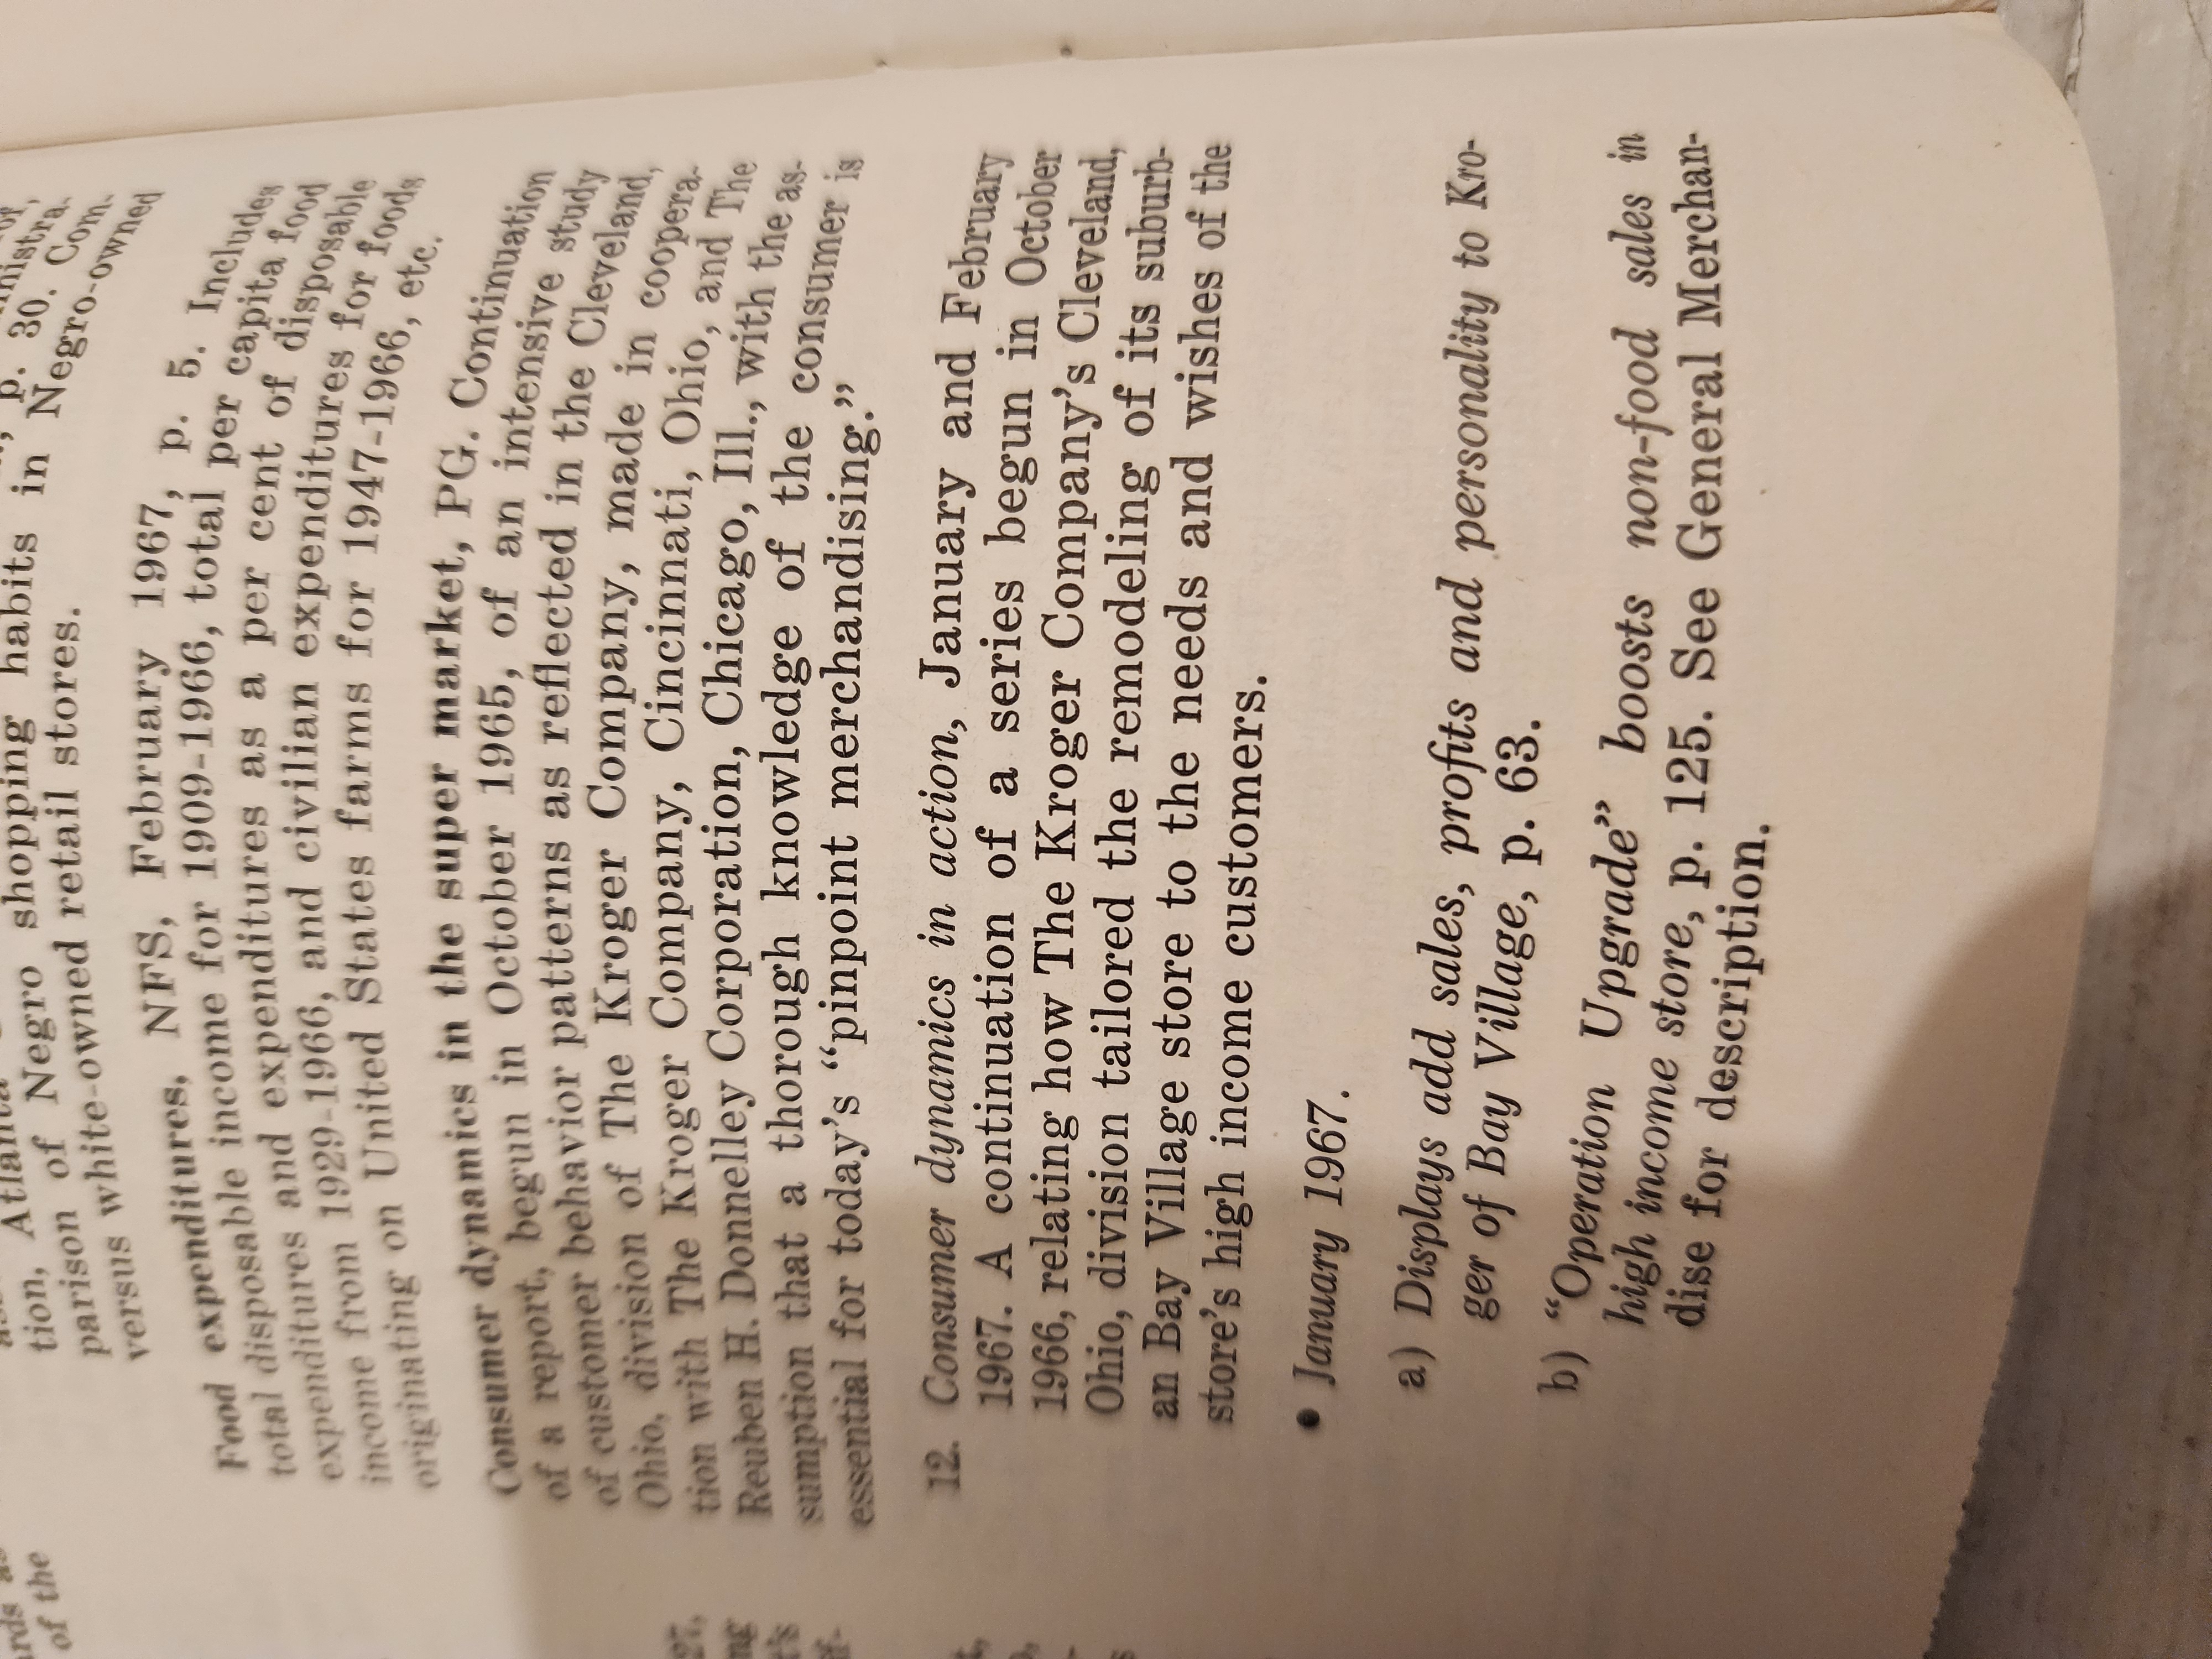 p. 30. Com-
tion, Atlanta
parison of Negro shopping habits in Negro-owned
versus white-owned retail stores.
Food expenditures, NFS, February 1967, p. 5. Includes
total disposable income for 1909-1966, total per capita food
expenditures and expenditures as a per cent of disposable
income from 1929-1966, and civilian expenditures for foods
originating on United States farms for 1947-1966, etc.
Consumer dynamics in the super market, PG. Continuation
of a report, begun in October 1965, of an intensive study
of customer behavior patterns as reflected in the Cleveland,
Ohio, division of The Kroger Company, made in coopera-
tion with The Kroger Company, Cincinnati, Ohio, and The
Reuben H. Donnelley Corporation, Chicago, Ill., with the as-
sumption that a thorough knowledge of the consumer is
essential for today's “pinpoint merchandising.”
12. Consumer dynamics in action, January and February
1967. A continuation of a series begun in October
1966, relating how The Kroger Company's Cleveland,
Ohio, division tailored the remodeling of its suburb-
an Bay Village store to the needs and wishes of the
store's high income customers.
• January 1967.
a) Displays add sales, profits and personality to Kro-
ger of Bay Village, p. 63.
b) “Operation Upgrade” boosts non-food sales in
high income store, p. 125. See General Merchan-
dise for description.
of the